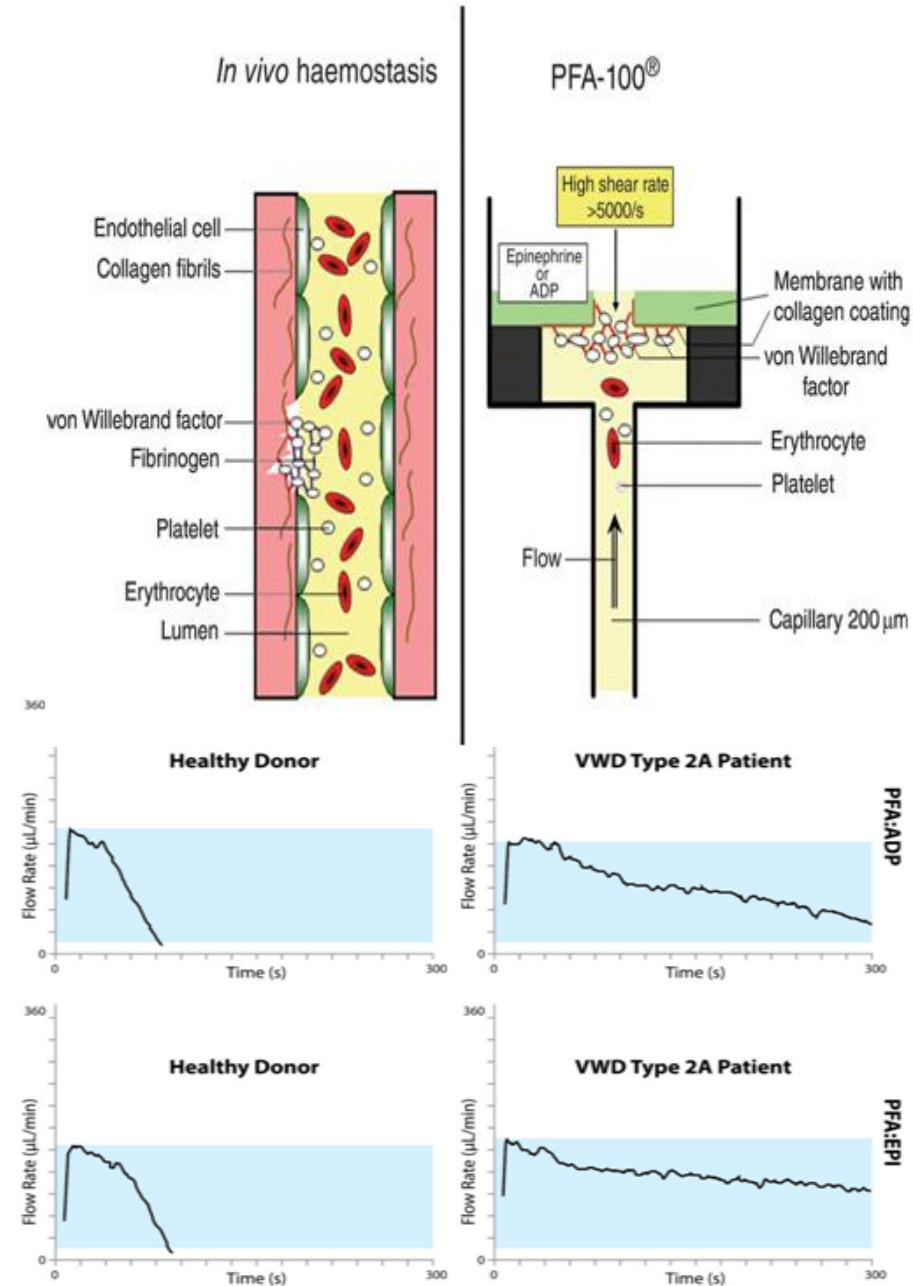 In vivo haemostasis
Endothelial cell
Collagen fibrils
von Willebrand factor
Fibrinogen
Platelet
Erythrocyte
Lumen
PFA-100®
High shear rate
>5000/s
Epinephrine
or
ADP
Membrane with
collagen coating
von Willebrand
factor
Erythrocyte
Platelet
Flow
Capillary 200 μm
360
Healthy Donor
Flow Rate (μL/min)
0
0
Time (s)
300
VWD Type 2A Patient
Flow Rate (μL/min)
0
0
Time (s)
300
PFA:ADP
360
Healthy Donor
Flow Rate (μL/min)
0
0
Time (s)
300
360
VWD Type 2A Patient
Flow Rate (μL/min)
0
0
Time (s)
300
PFA:EPI